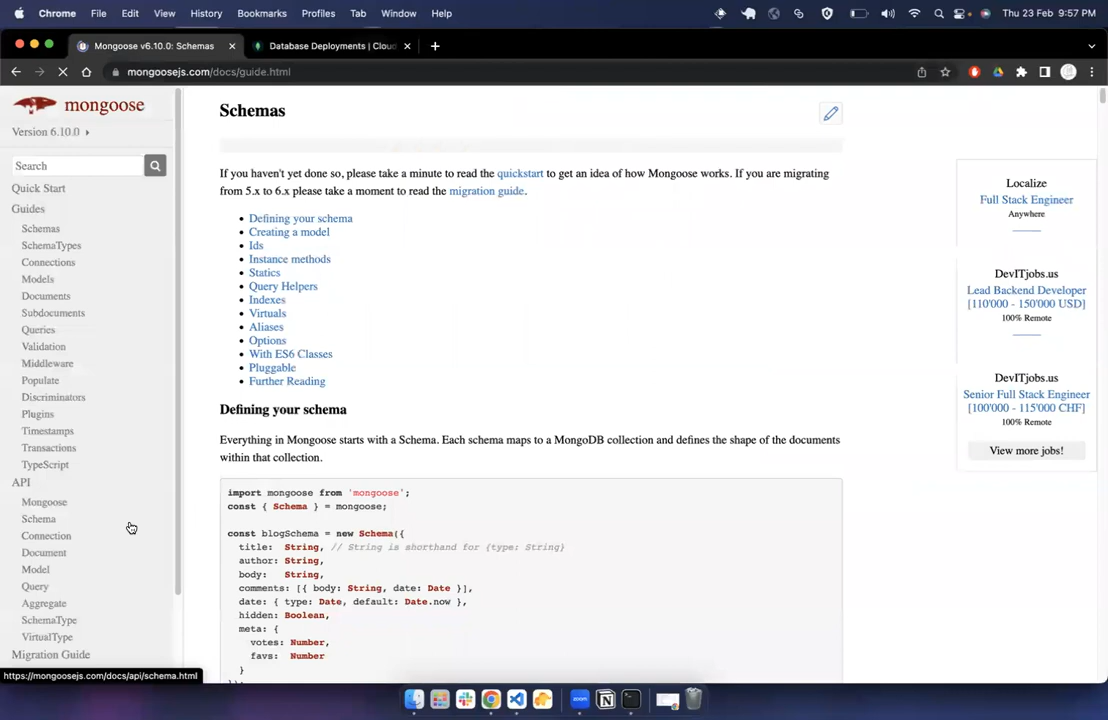 Chrome File Edit View History Bookmarks Profiles Tab Window Help Thu 23 Feb 9:57 PM
Mongoose v6.10.0: Schemas
Database Deployments | Cloud
mongoosejs.com/docs/guide.html
mongoose
Version 6.10.0
Search
Quick Start
Guides
Schemas
SchemaTypes
Connections
Models
Documents
Subdocuments
Queries
Validation
Middleware
Populate
Discriminators
Plugins
Timestamps
Transactions
TypeScript
API
Mongoose
Schema
Connection
Document
Model
Query
Aggregate
SchemaType
VirtualType
Migration Guide
https://mongoosejs.com/docs/api/schema.html
Schemas
If you haven't yet done so, please take a minute to read the quickstart to get an idea of how Mongoose works. If you are migrating
from 5.x to 6.x please take a moment to read the migration guide.
Defining your schema
Creating a model
Ids
Instance methods
Statics
Query Helpers
Indexes
Virtuals
Aliases
Options
With ES6 Classes
Pluggable
Further Reading
Defining your schema
Everything in Mongoose starts with a Schema. Each schema maps to a MongoDB collection and defines the shape of the documents
within that collection.
import mongoose from 'mongoose';
const { Schema } = mongoose;
const blogSchema = new Schema({
title: String, // String is shorthand for {type: String}
author: String,
body: String,
comments: [{ body: String, date: Date }],
date: { type: Date, default: Date.now },
hidden: Boolean,
meta: {
votes: Number,
favs: Number
}
Localize
Full Stack Engineer
Anywhere
DevITjobs.us
Lead Backend Developer
[110'000 - 150'000 USD]
100% Remote
DevITjobs.us
Senior Full Stack Engineer
[100'000 - 115'000 CHF]
100% Remote
View more jobs!
zoom